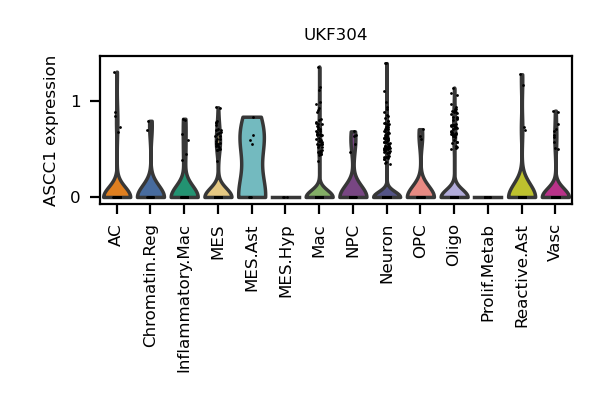 UKF304
ASCC1 expression
1
0
AC
Chromatin.Reg
Inflammatory.Mac
MES
MES.Ast
MES.Hyp
Mac
NPC
Neuron
OPC
Oligo
Prolif.Metab
Reactive.Ast
Vasc